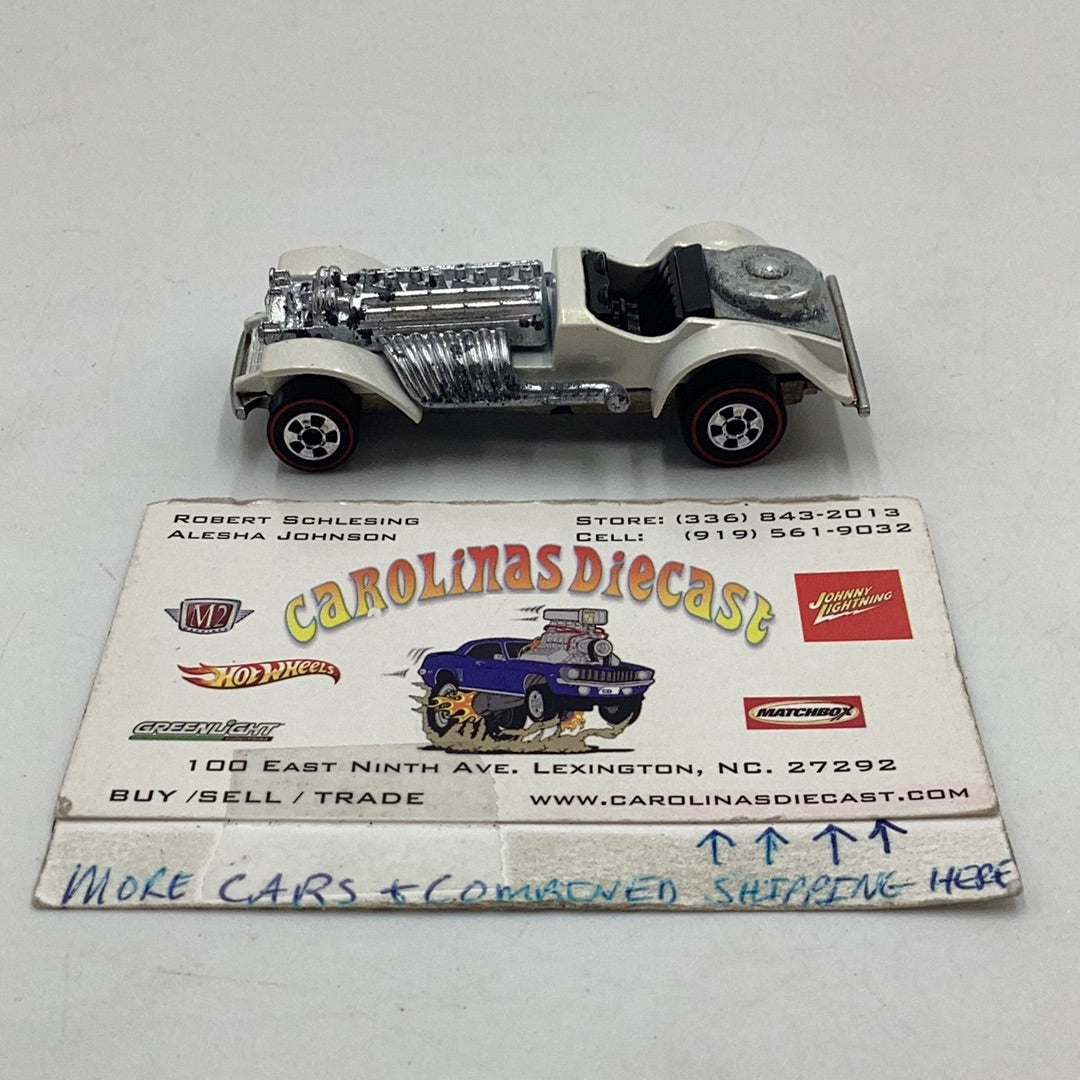 ROBERT SCHLESING
ALESHA JOHNSON
STORE: (336) 843-2013
CELL: (919) 561-9032
CAROLINAS DIECAST
M2
JOHNNY LIGHTNING
HOT WHEELS
GREENLIGHT
MATCHBOX
100 EAST NINTH AVE. LEXINGTON, NC. 27292
BUY /SELL / TRADE
WWW.CAROLINASDIECAST.COM
↑ ↑ ↑ ↑
MORE CARS + COMBINED SHIPPING HERE